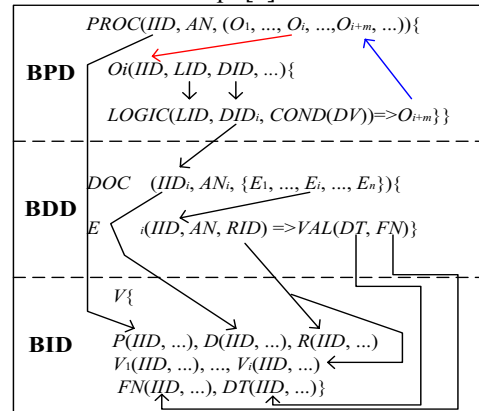 PROC(IID, AN, (O1, ..., Oi, ...,Oi+m, ...)){
BPD
Oi(IID, LID, DID, ...){
LOGIC(LID, DIDi, COND(DV))=>Oi+m}}
DOC (IIDi, ANi, {E1, ..., Ei, ..., En}){
BDD
E i(IID, AN, RID) =>VAL(DT, FN)}
V{
P(IID, ...), D(IID, ...), R(IID, ...)
BID
V1(IID, ...), ..., Vi(IID, ...)
FN(IID, ...), DT(IID, ...)}